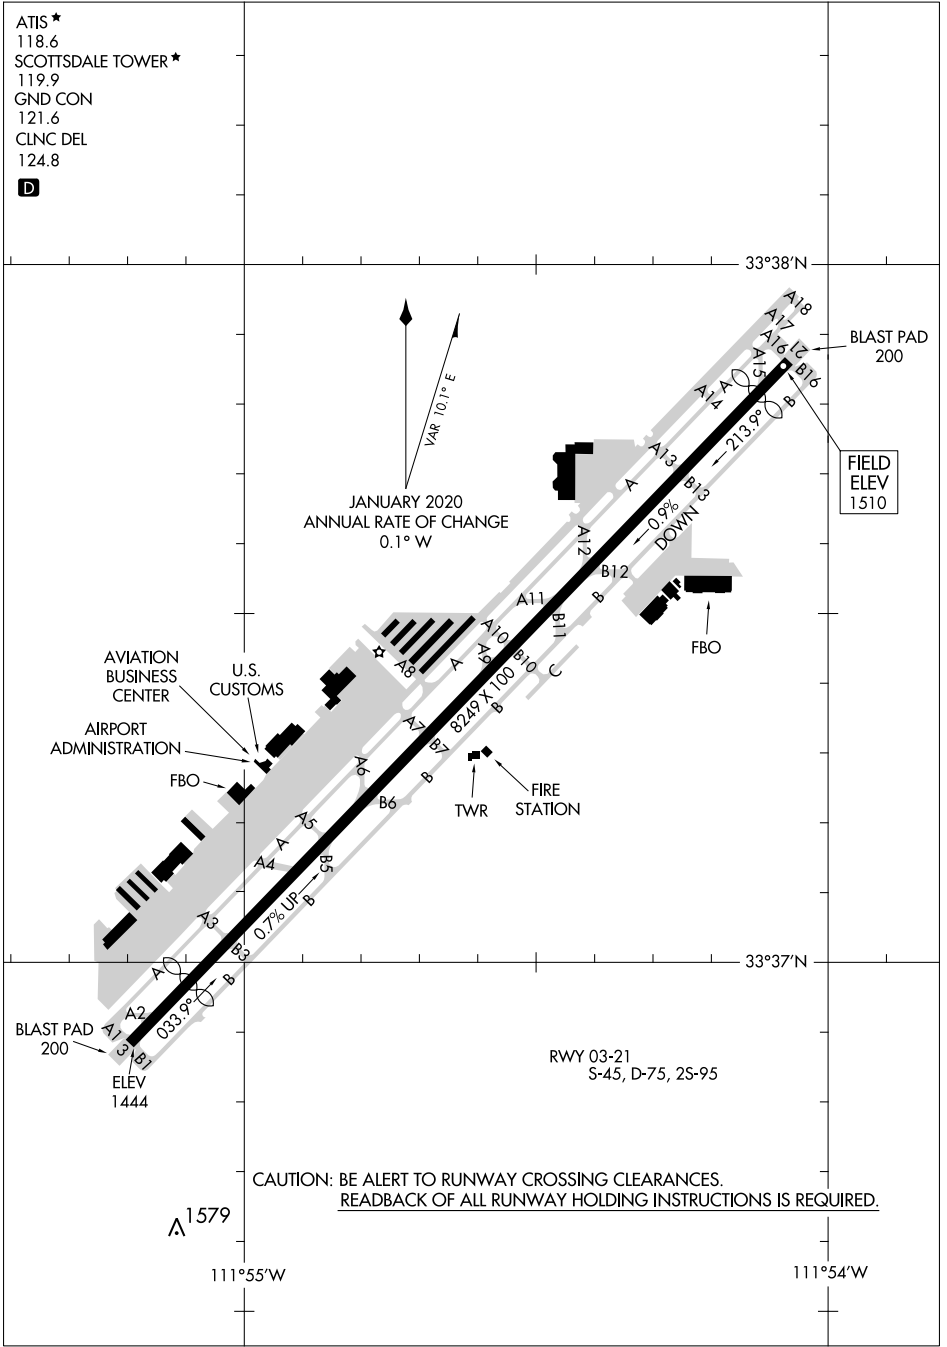 ATIS ★
118.6
SCOTTSDALE TOWER ★
119.9
GND CON
121.6
CLNC DEL
124.8
D
33°38'N
A18
A17
A16
21
BLAST PAD
200
A15
B16
A
A14
B
213.9°
FIELD
ELEV
1510
VAR 10.1° E
JANUARY 2020
ANNUAL RATE OF CHANGE
0.1° W
A13
A
B13
0.9%
DOWN
A12
B12
B
A11
B11
FBO
A10
B10
A9
C
A
A8
8249 X 100
B
AVIATION
BUSINESS
CENTER
U.S.
CUSTOMS
AIRPORT
ADMINISTRATION
FBO
A7
B7
B
A6
B6
TWR
FIRE
STATION
A5
A
A4
B5
B
0.7% UP
A3
B3
B
A
033.9°
33°37'N
A2
A1
3
B1
BLAST PAD
200
ELEV
1444
RWY 03-21
S-45, D-75, 2S-95
CAUTION: BE ALERT TO RUNWAY CROSSING CLEARANCES.
READBACK OF ALL RUNWAY HOLDING INSTRUCTIONS IS REQUIRED.
1579
111°55'W
111°54'W